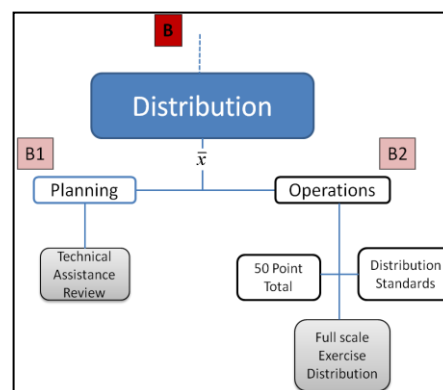 B
Distribution
x̄
B1
B2
Planning
Operations
Technical
Assistance
Review
50 Point
Total
Distribution
Standards
Full scale
Exercise
Distribution